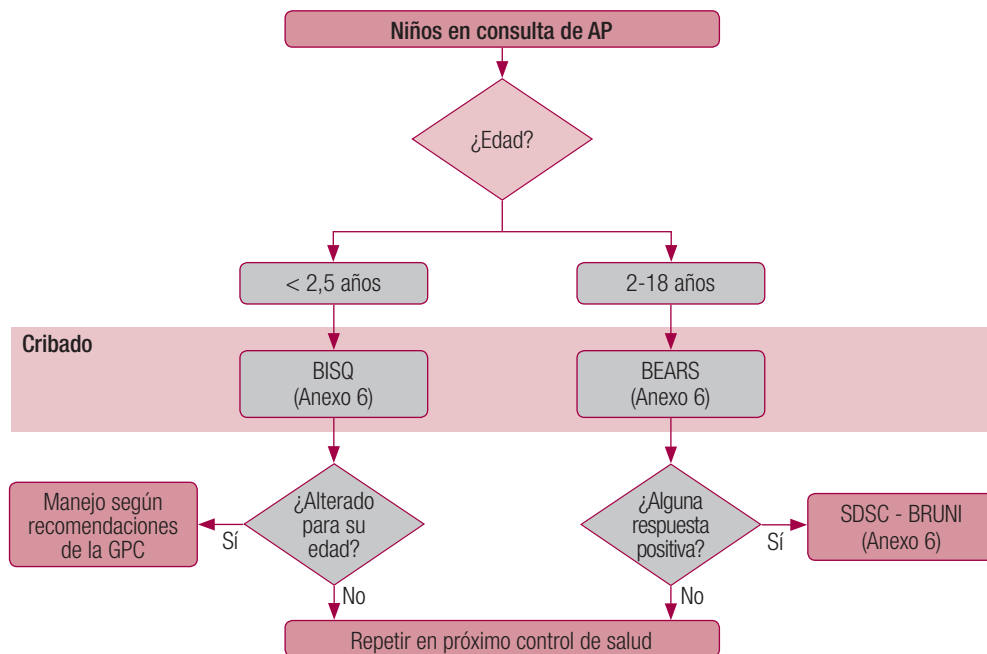 Niños en consulta de AP
¿Edad?
< 2,5 años
2-18 años
Cribado
BISQ
(Anexo 6)
BEARS
(Anexo 6)
Manejo según
recomendaciones
de la GPC
Sí
¿Alterado
para su
edad?
¿Alguna
respuesta
positiva?
Sí
SDSC - BRUNI
(Anexo 6)
No
No
Repetir en próximo control de salud